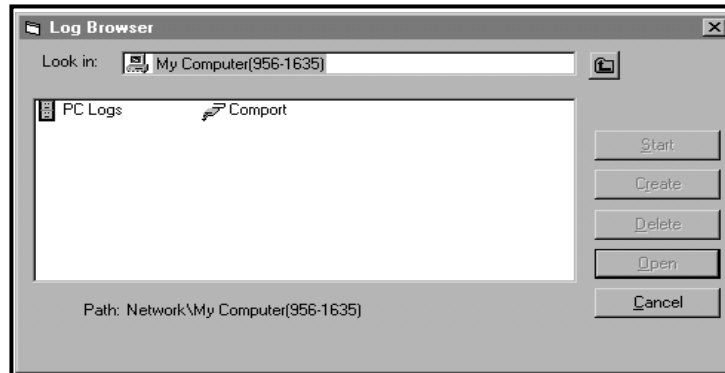 Log Browser
Look in: My Computer(956-1635)
PC Logs Comport
Start
Create
Delete
Open
Cancel
Path: Network\My Computer(956-1635)